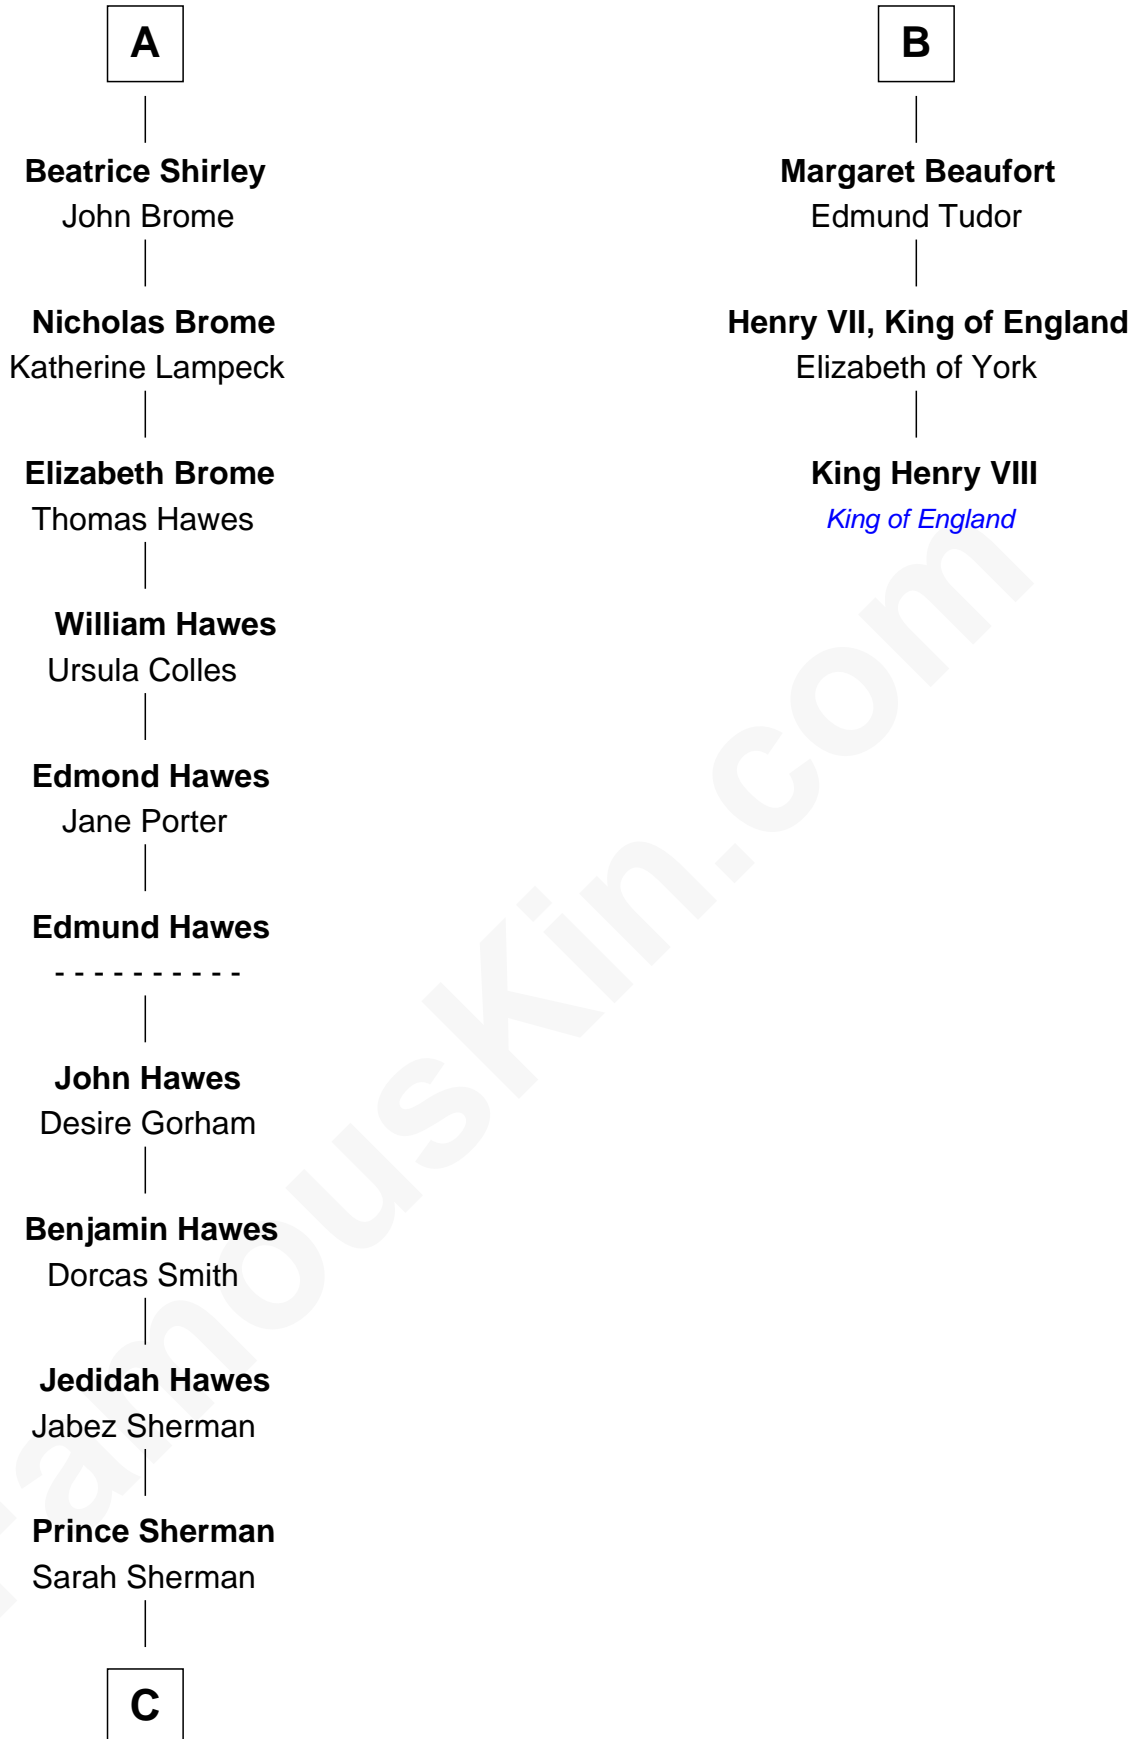 A
Beatrice Shirley
John Brome
Nicholas Brome
Katherine Lampeck
Elizabeth Brome
Thomas Hawes
William Hawes
Ursula Colles
Edmond Hawes
Jane Porter
Edmund Hawes
- - - - - - - - - -
John Hawes
Desire Gorham
Benjamin Hawes
Dorcas Smith
Jedidah Hawes
Jabez Sherman
Prince Sherman
Sarah Sherman
C
B
Margaret Beaufort
Edmund Tudor
Henry VII, King of England
Elizabeth of York
King Henry VIII
King of England
FamousKin.com